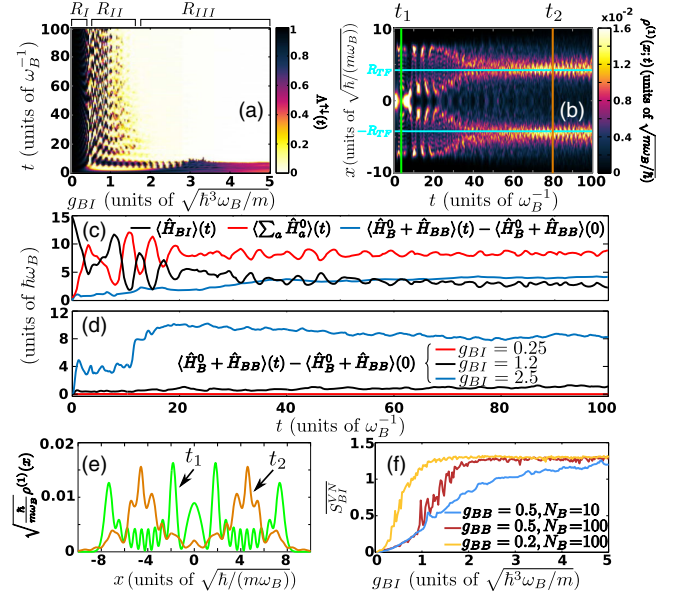 R_I R_II R_III
t_1 t_2
×10^-2
100
80
60
40
20
0
t (units of ω_B^-1)
(a)
0 1 2 3 4 5
g_BI (units of √ħ³ω_B/m)
1
0.8
0.6
0.4
0.2
0
Λ^↑↓(t)
10
R_TF
0
-R_TF
-10
x (units of √ħ/(mω_B))
(b)
0 20 40 60 80 100
t (units of ω_B^-1)
1.6
1.2
0.8
0.4
0
ρ^(1)(x;t) (units of √mω_B/ħ)
(c)
⟨Ĥ_BI⟩(t) ⟨∑_a Ĥ_a^0⟩(t) ⟨Ĥ_B^0 + Ĥ_BB⟩(t) − ⟨Ĥ_B^0 + Ĥ_BB⟩(0)
15
10
5
0
(units of ħω_B)
(d)
12
8
4
0
⟨Ĥ_B^0 + Ĥ_BB⟩(t) − ⟨Ĥ_B^0 + Ĥ_BB⟩(0)
g_BI = 0.25
g_BI = 1.2
g_BI = 2.5
0 20 40 60 80 100
t (units of ω_B^-1)
(e)
t_1 t_2
0.02
0.01
0
√ħ/mω_B ρ^(1)(x)
-8 -4 0 4 8
x (units of √ħ/(mω_B))
(f)
1.5
1
0.5
0
S_BI^VN
g_BB = 0.5, N_B=10
g_BB = 0.5, N_B=100
g_BB = 0.2, N_B=100
0 1 2 3 4 5
g_BI (units of √ħ³ω_B/m)